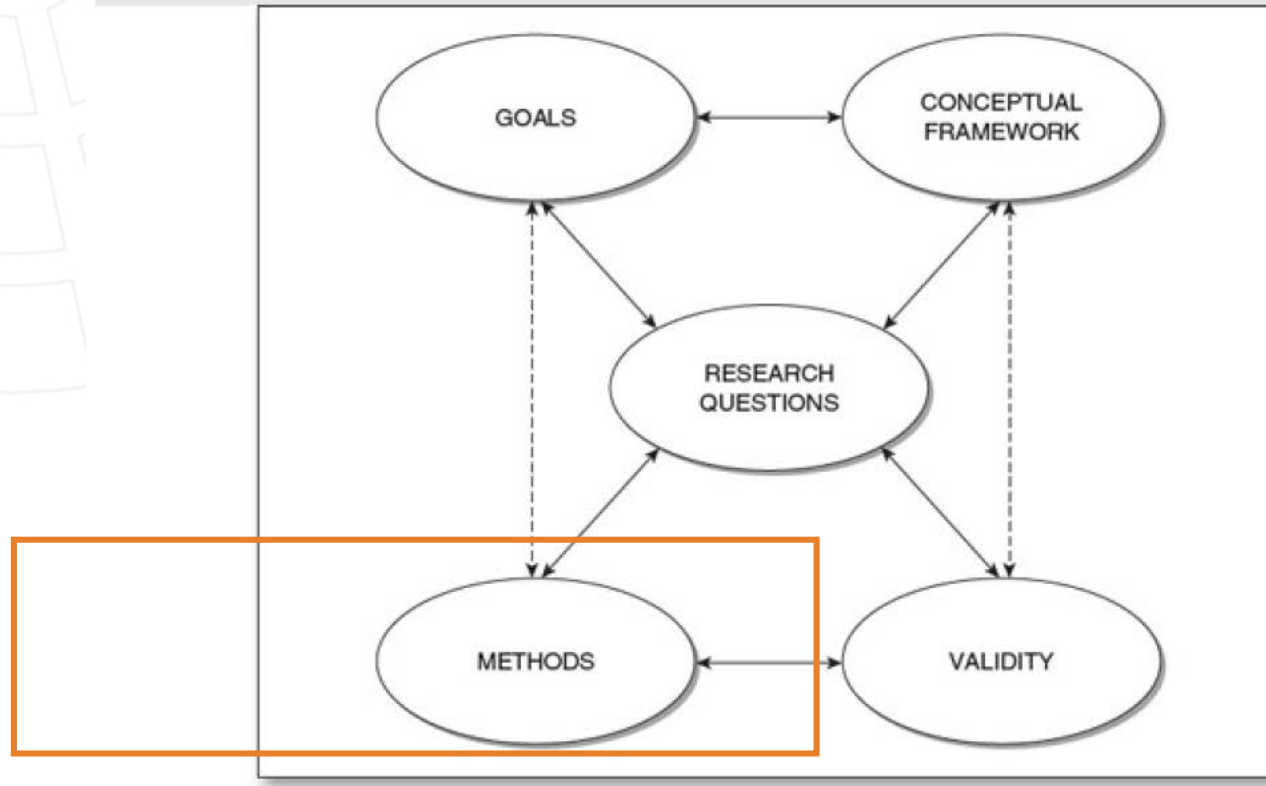 GOALS
CONCEPTUAL
FRAMEWORK
RESEARCH
QUESTIONS
METHODS
VALIDITY